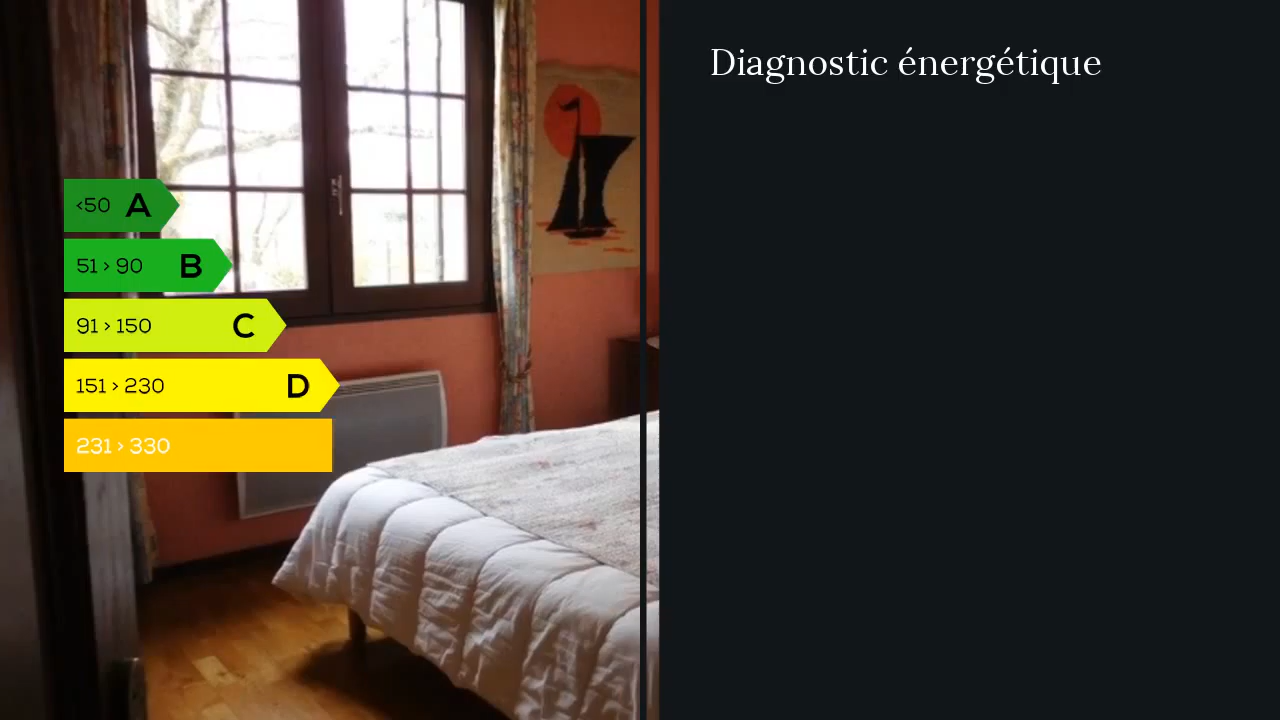 Diagnostic énergétique
<50 A
51 > 90 B
91 > 150 C
151 > 230 D
231 > 330